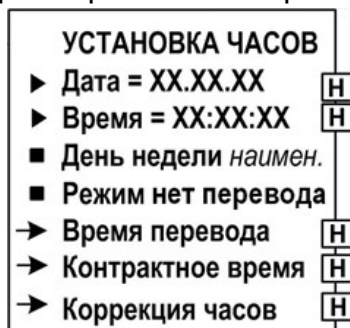 УСТАНОВКА ЧАСОВ
▶ Дата = XX.XX.XX Н
▶ Время = XX:XX:XX Н
■ День недели наимен.
■ Режим нет перевода
→ Время перевода Н
→ Контрактное время Н
→ Коррекция часов Н